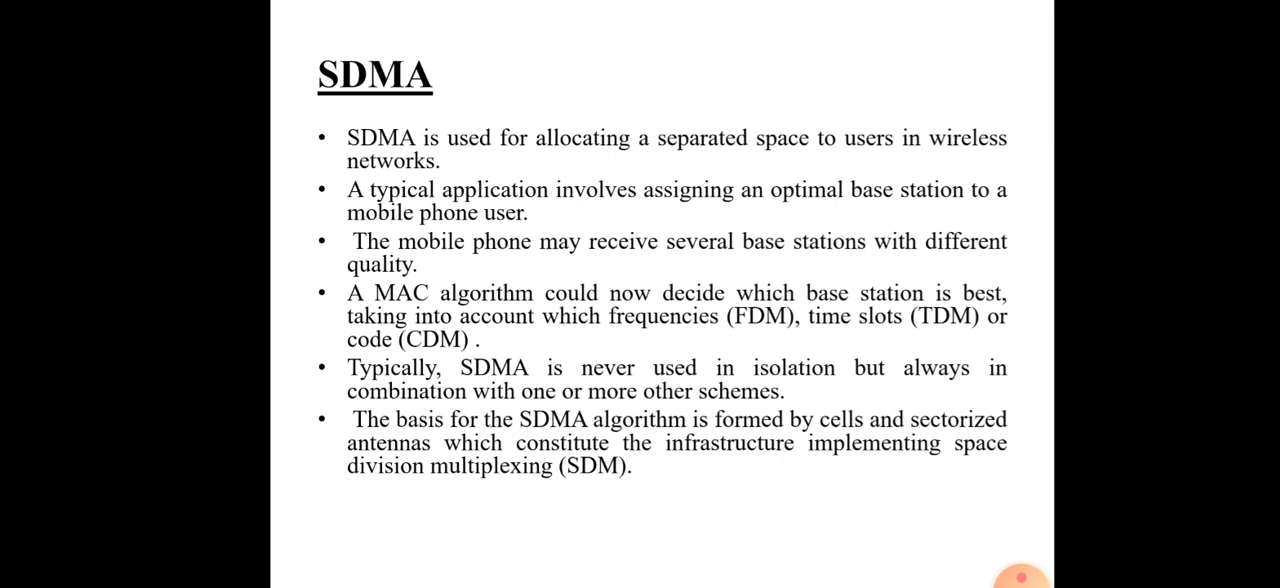 SDMA
• SDMA is used for allocating a separated space to users in wireless
networks.
• A typical application involves assigning an optimal base station to a
mobile phone user.
• The mobile phone may receive several base stations with different
quality.
• A MAC algorithm could now decide which base station is best,
taking into account which frequencies (FDM), time slots (TDM) or
code (CDM) .
• Typically, SDMA is never used in isolation but always in
combination with one or more other schemes.
• The basis for the SDMA algorithm is formed by cells and sectorized
antennas which constitute the infrastructure implementing space
division multiplexing (SDM).